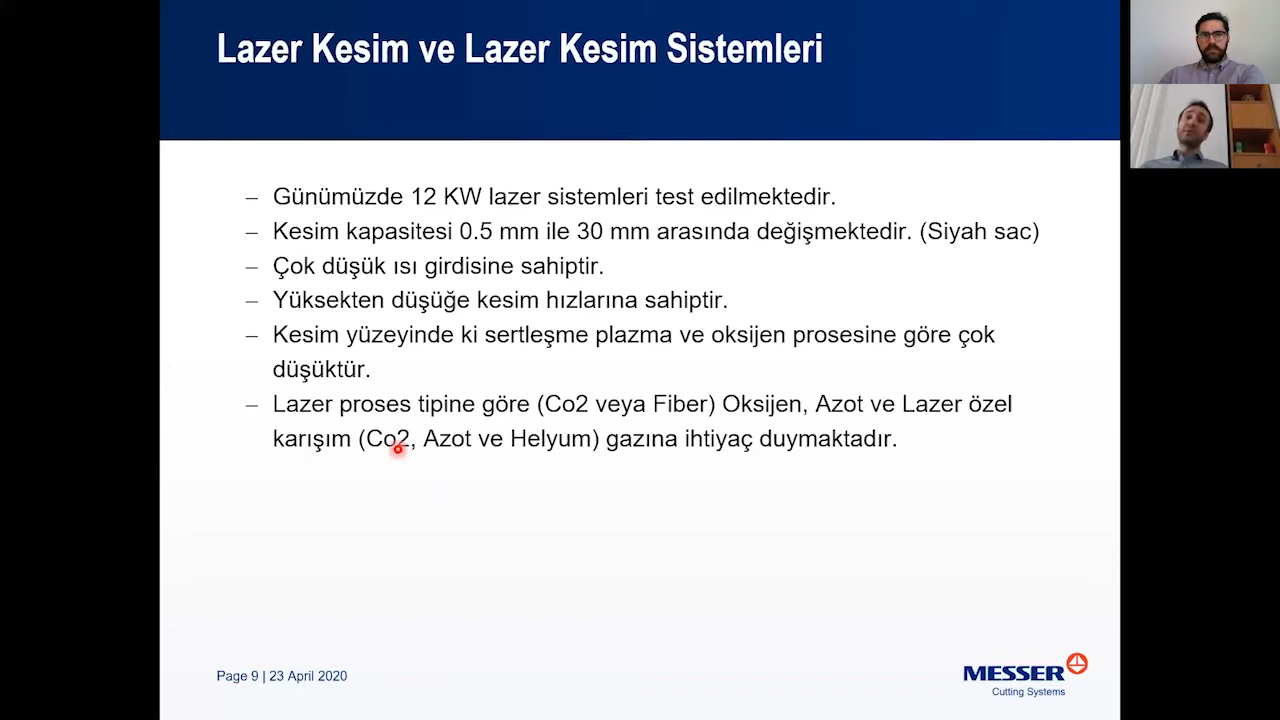 Lazer Kesim ve Lazer Kesim Sistemleri
– Günümüzde 12 KW lazer sistemleri test edilmektedir.
– Kesim kapasitesi 0.5 mm ile 30 mm arasında değişmektedir. (Siyah sac)
– Çok düşük ısı girdisine sahiptir.
– Yüksekten düşüğe kesim hızlarına sahiptir.
– Kesim yüzeyinde ki sertleşme plazma ve oksijen prosesine göre çok
düşüktür.
– Lazer proses tipine göre (Co2 veya Fiber) Oksijen, Azot ve Lazer özel
karışım (Co2, Azot ve Helyum) gazına ihtiyaç duymaktadır.
Page 9 | 23 April 2020
MESSER
Cutting Systems